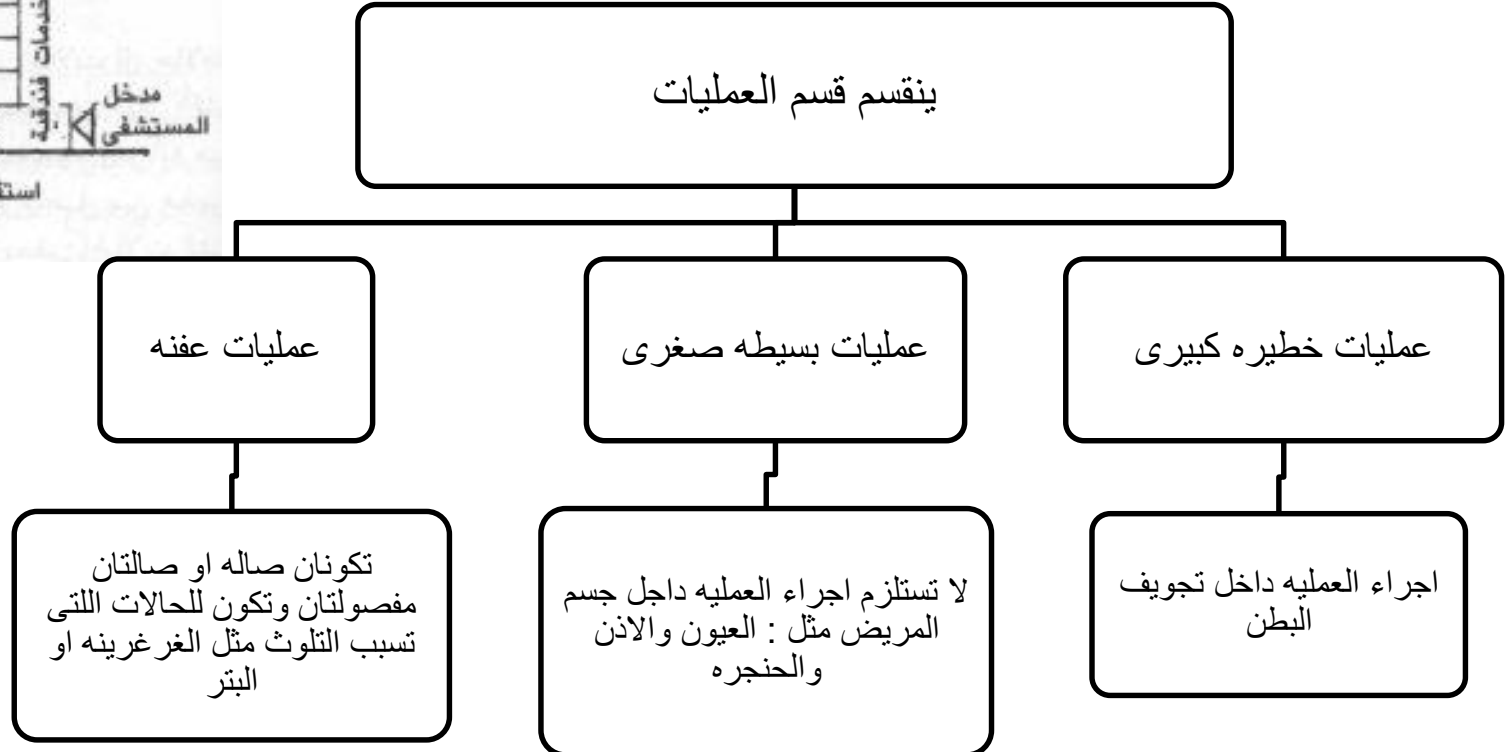 خدمات فندقية
مدخل
المستشفى
ينقسم قسم العمليات
عمليات خطيره كبيرى
عمليات بسيطه صغرى
عمليات عفنه
اجراء العمليه داخل تجويف
البطن
لا تستلزم اجراء العمليه داجل جسم
المريض مثل : العيون والاذن
والحنجره
تكونان صاله او صالتان
مفصولتان وتكون للحالات اللتى
تسبب التلوث مثل الغرغرينه او
البتر